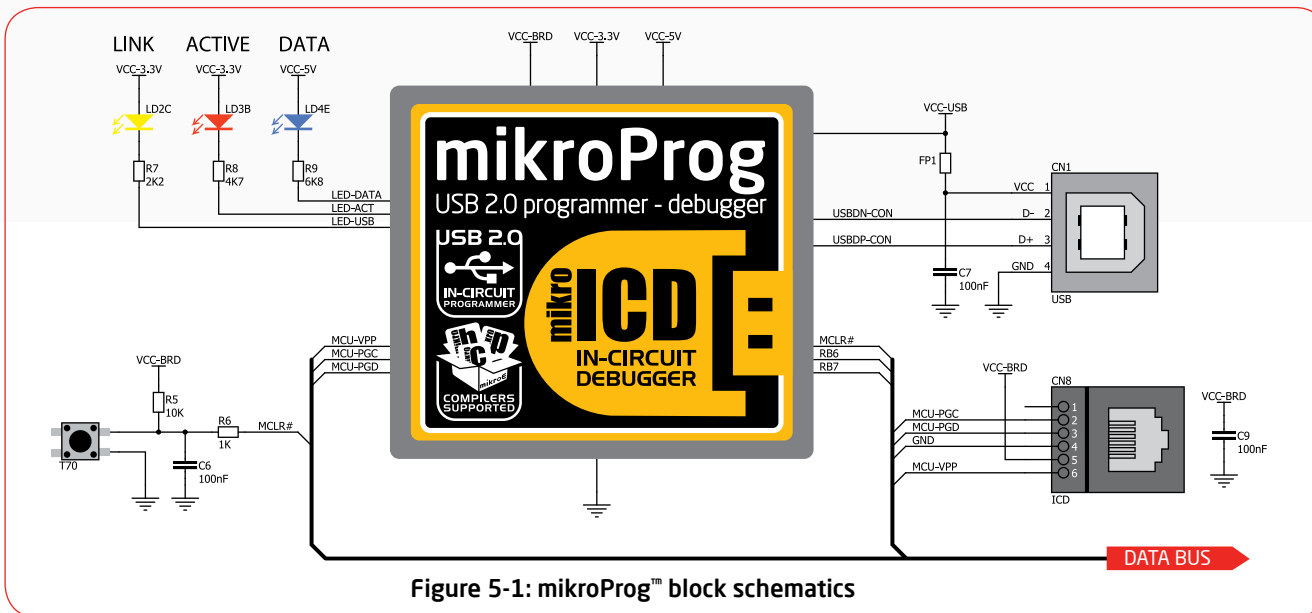 LINK ACTIVE DATA
VCC-3.3V VCC-3.3V VCC-5V
LD2C LD3B LD4E
R7
2K2
R8
4K7
R9
6K8
LED-DATA
LED-ACT
LED-USB
VCC-BRD VCC-3.3V VCC-5V
mikroProg
USB 2.0 programmer - debugger
USB 2.0
IN-CIRCUIT
PROGRAMMER
COMPILERS
SUPPORTED
mikroE
mikro
ICD
IN-CIRCUIT
DEBUGGER
VCC-USB
FP1
CN1
VCC 1
USBDN-CON D- 2
USBDP-CON D+ 3
GND 4
C7
100nF
USB
MCU-VPP
MCU-PGC
MCU-PGD
MCLR#
RB6
RB7
VCC-BRD
R5
10K
R6
1K
MCLR#
T70
C6
100nF
VCC-BRD
CN8
1
MCU-PGC 2
MCU-PGD 3
GND 4
5
MCU-VPP 6
ICD
VCC-BRD
C9
100nF
DATA BUS
Figure 5-1: mikroProg™ block schematics